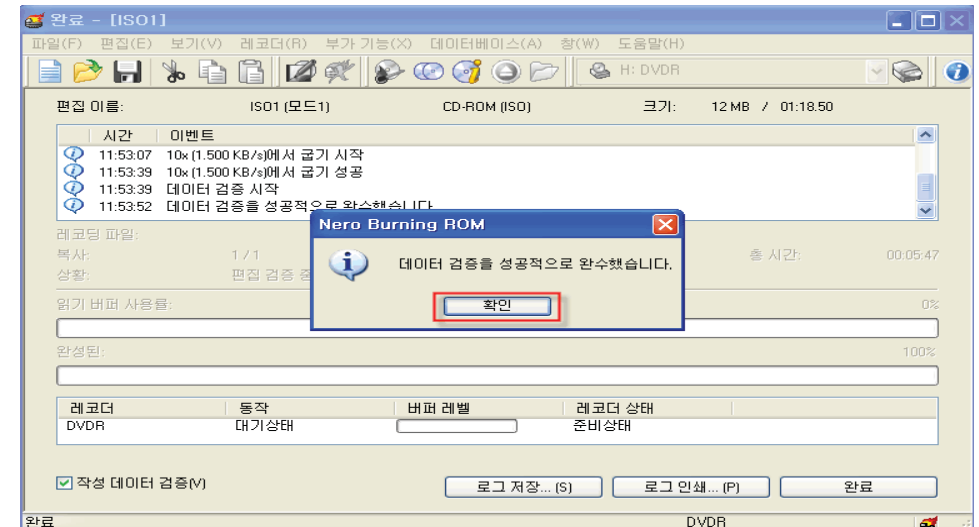 완료 - [ISO1]
파일(F) 편집(E) 보기(V) 레코더(R) 부가 기능(X) 데이터베이스(A) 창(W) 도움말(H)
H: DVDR
편집 이름: ISO1 (모드1) CD-ROM (ISO) 크기: 12 MB / 01:18.50
시간 이벤트
11:53:07 10x (1.500 KB/s)에서 굽기 시작
11:53:39 10x (1.500 KB/s)에서 굽기 성공
11:53:39 데이터 검증 시작
11:53:52 데이터 검증을 성공적으로 완수했습니다
Nero Burning ROM
데이터 검증을 성공적으로 완수했습니다.
확인
레코딩 파일:
복사: 1 / 1 총 시간: 00:05:47
상황: 편집 검증 중
읽기 버퍼 사용률: 0%
완성된: 100%
레코더 동작 버퍼 레벨 레코더 상태
DVDR 대기상태 준비상태
작성 데이터 검증(V) 로그 저장... (S) 로그 인쇄... (P) 완료
완료 DVDR